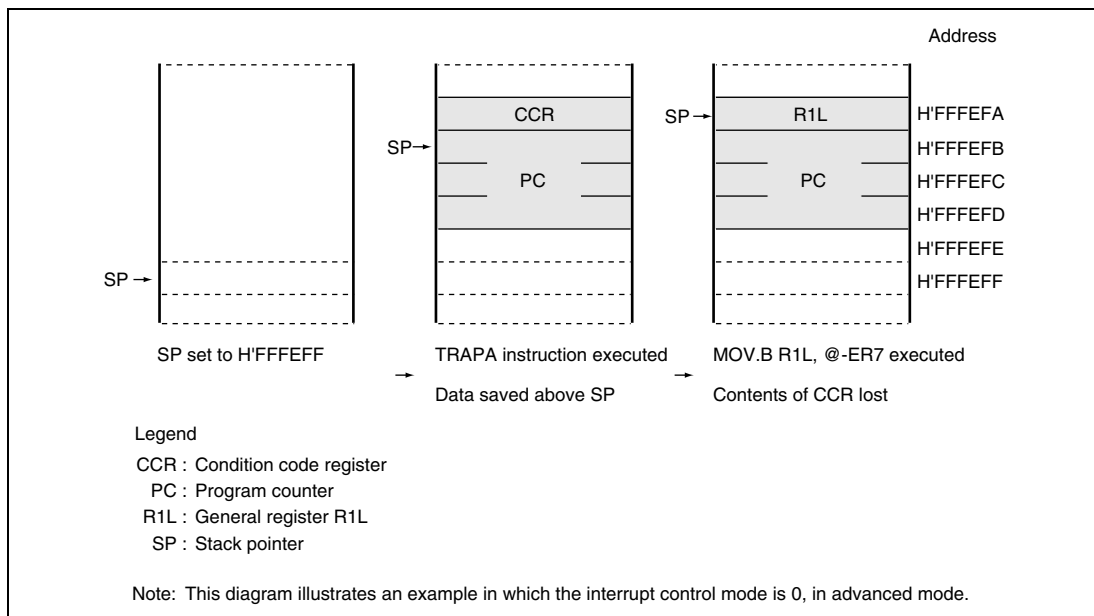 Address
CCR
SP
R1L
H'FFFEFA
SP
H'FFFEFB
PC
PC
H'FFFEFC
H'FFFEFD
H'FFFEFE
SP
H'FFFEFF
SP set to H'FFFEFF
TRAPA instruction executed
MOV.B R1L, @-ER7 executed
Data saved above SP
Contents of CCR lost
Legend
CCR : Condition code register
PC : Program counter
R1L : General register R1L
SP : Stack pointer
Note: This diagram illustrates an example in which the interrupt control mode is 0, in advanced mode.